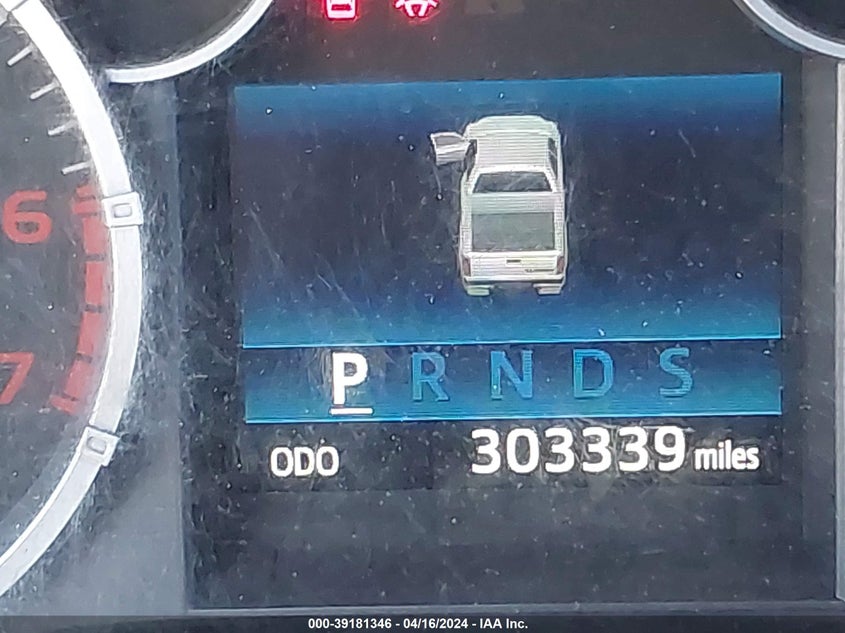 6
7
P R N D S
ODO 303339 miles
000-39181346 - 04/16/2024 - IAA Inc.